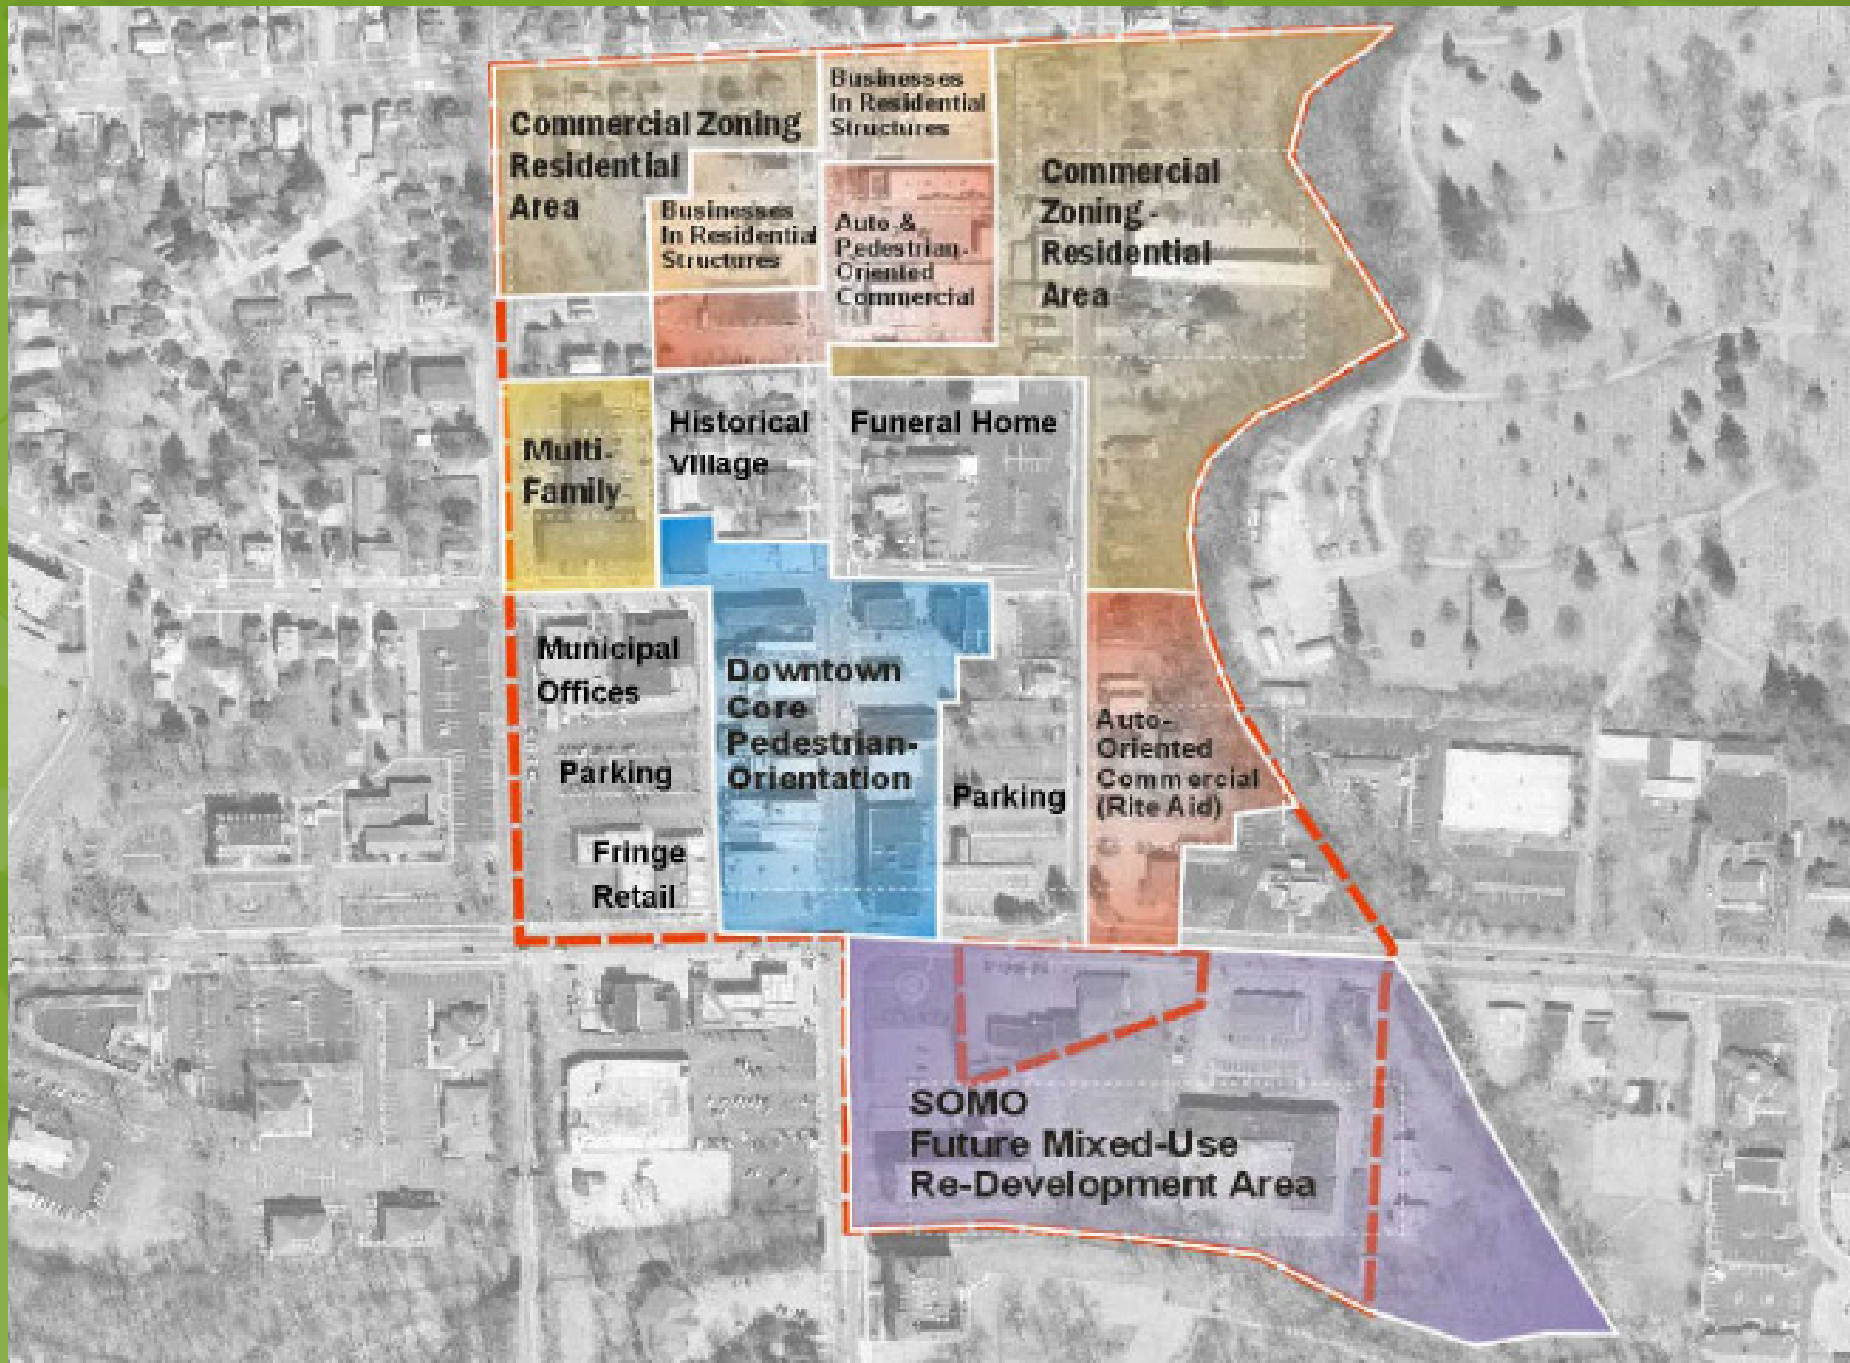 Commercial Zoning
Residential
Area
Businesses
In Residential
Structures
Businesses
In Residential
Structures
Auto &
Pedestrian-
Oriented
Commercial
Commercial
Zoning -
Residential
Area
Multi-
Family
Historical
Village
Funeral Home
Municipal
Offices
Parking
Fringe
Retail
Downtown
Core
Pedestrian-
Orientation
Parking
Auto-
Oriented
Commercial
(Rite Aid)
SOMO
Future Mixed-Use
Re-Development Area